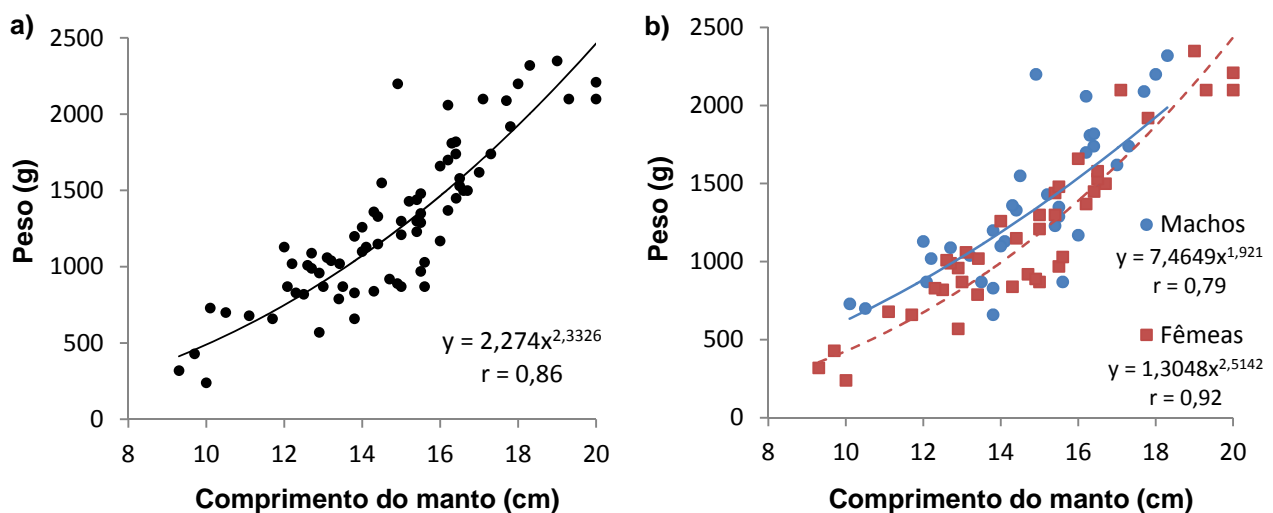 a)
Peso (g)
2500
2000
1500
1000
500
0
8 10 12 14 16 18 20
Comprimento do manto (cm)
y = 2,274x^2,3326
r = 0,86
b)
Peso (g)
2500
2000
1500
1000
500
0
8 10 12 14 16 18 20
Comprimento do manto (cm)
Machos
y = 7,4649x^1,921
r = 0,79
Fêmeas
y = 1,3048x^2,5142
r = 0,92